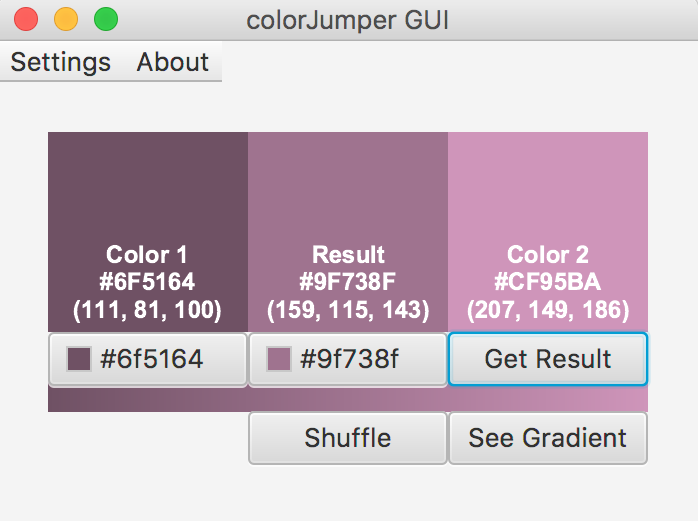 colorJumper GUI
Settings About
Color 1
#6F5164
(111, 81, 100)
Result
#9F738F
(159, 115, 143)
Color 2
#CF95BA
(207, 149, 186)
#6f5164
#9f738f
Get Result
Shuffle
See Gradient